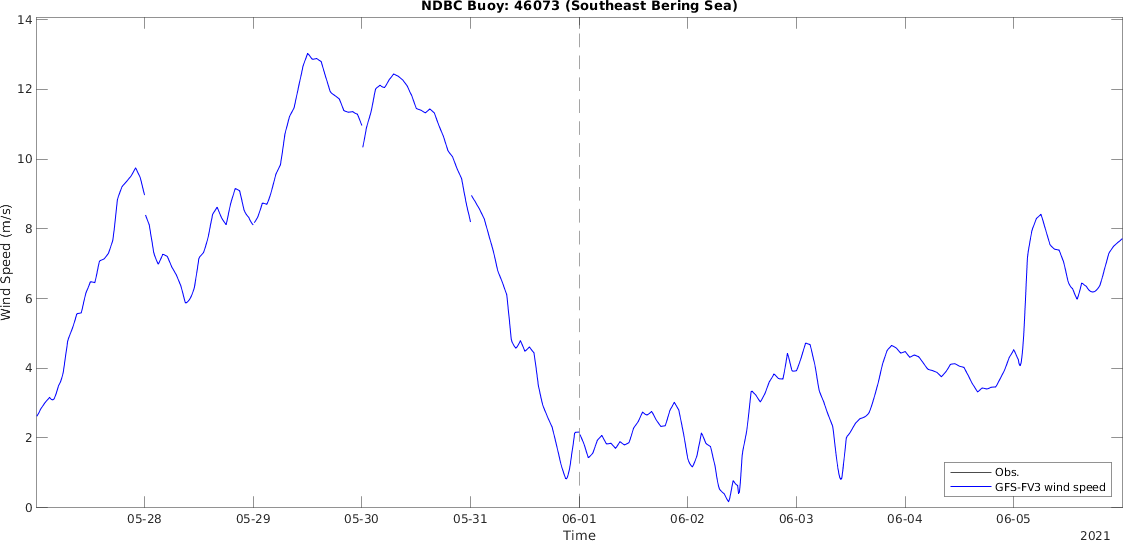 NDBC Buoy: 46073 (Southeast Bering Sea)
14
12
10
8
6
4
2
0
Wind Speed (m/s)
Obs.
GFS-FV3 wind speed
05-28 05-29 05-30 05-31 06-01 06-02 06-03 06-04 06-05
Time
2021